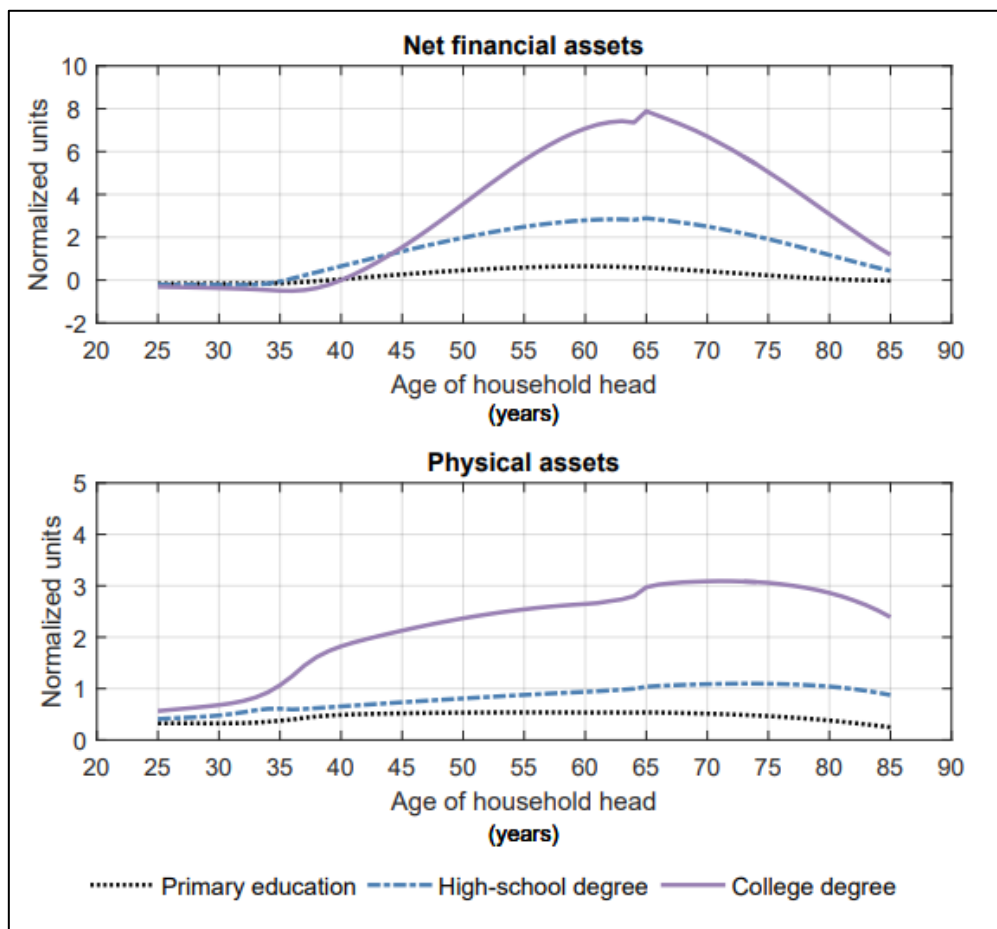 Net financial assets
10
8
6
4
2
0
-2
Normalized units
20 25 30 35 40 45 50 55 60 65 70 75 80 85 90
Age of household head
(years)
Physical assets
5
4
3
2
1
0
Normalized units
20 25 30 35 40 45 50 55 60 65 70 75 80 85 90
Age of household head
(years)
Primary education High-school degree College degree